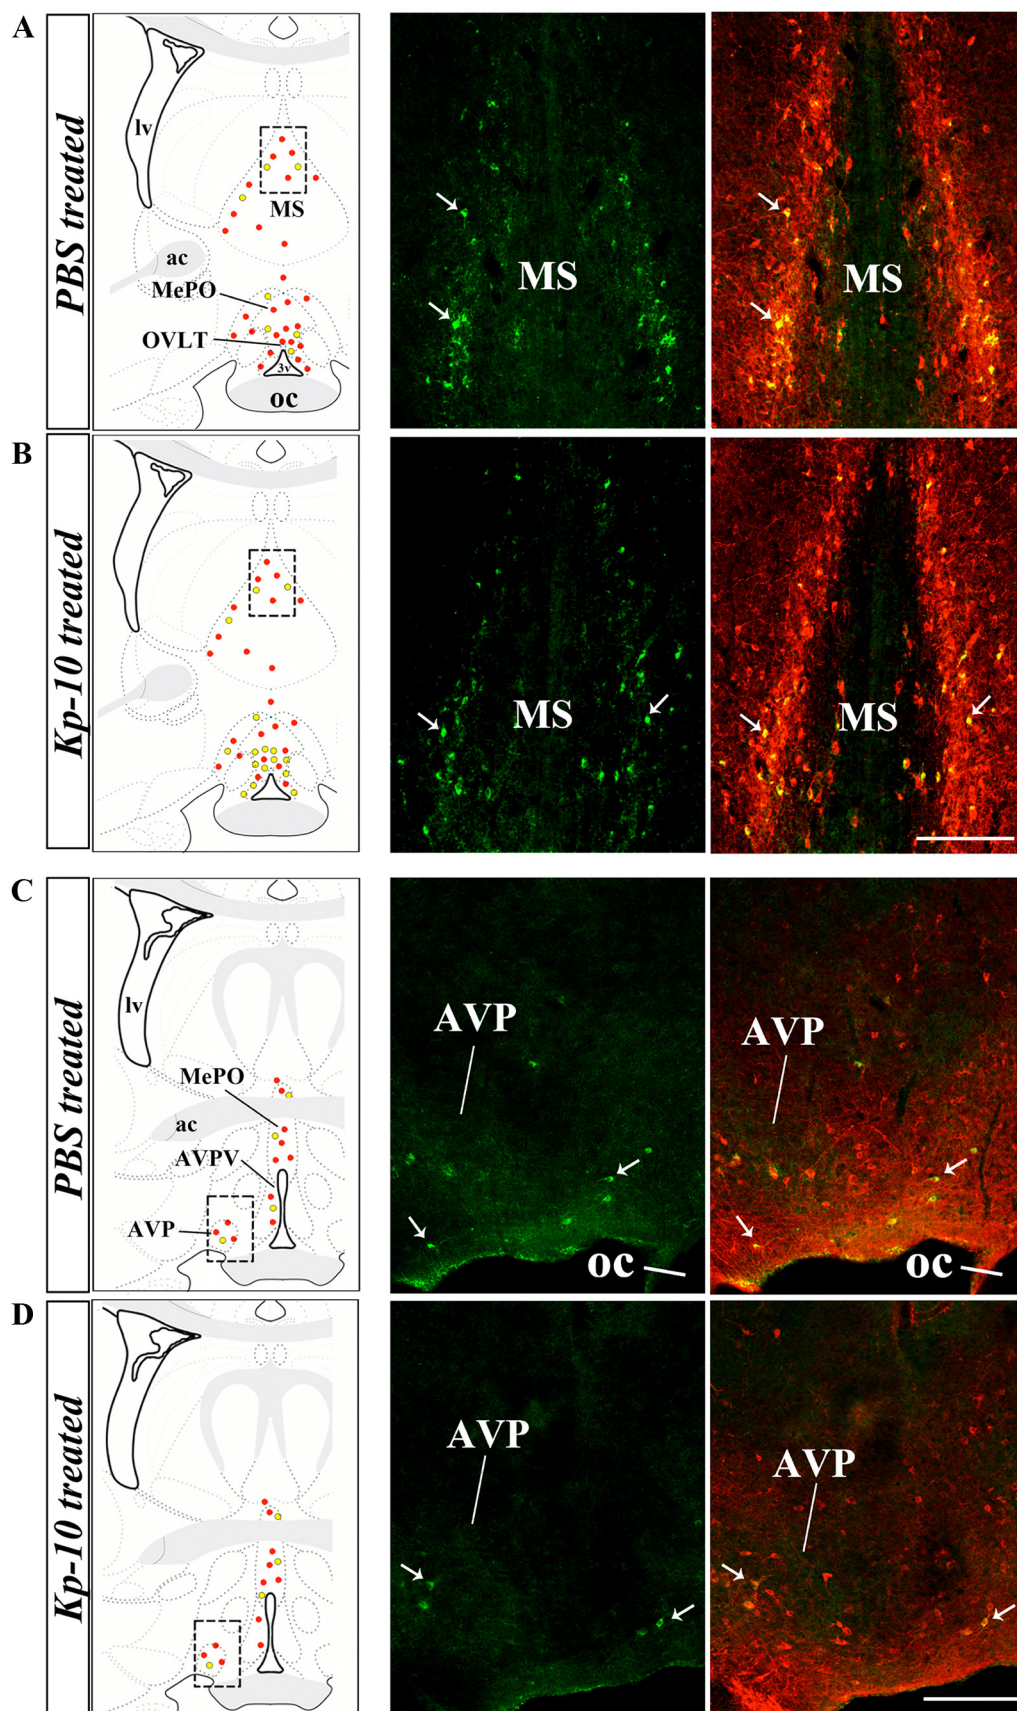 A
PBS treated
lv
MS
ac
MePO
OVLT
3v
oc
MS
MS
B
Kp-10 treated
MS
MS
C
PBS treated
lv
MePO
ac
AVPV
AVP
AVP
oc
AVP
oc
D
Kp-10 treated
AVP
AVP